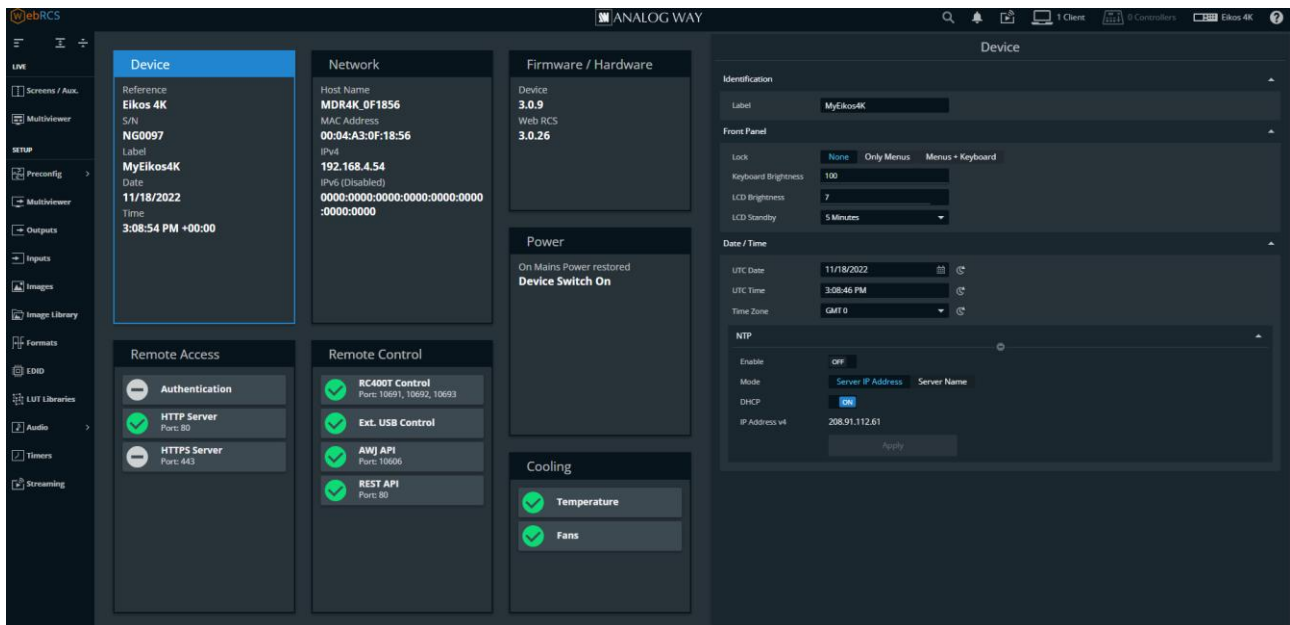 WebRCS
ANALOG WAY
1 Client
0 Controllers
Eikos 4K
LIVE
Screens / Aux.
Multiviewer
SETUP
Preconfig
Multiviewer
Outputs
Inputs
Images
Image Library
Formats
EDID
LUT Libraries
Audio
Timers
Streaming
Device
Reference
Eikos 4K
S/N
NG0097
Label
MyEikos4K
Date
11/18/2022
Time
3:08:54 PM +00:00
Network
Host Name
MDR4K_0F1856
MAC Address
00:04:A3:0F:18:56
IPv4
192.168.4.54
IPv6 (Disabled)
0000:0000:0000:0000:0000:0000
:0000:0000
Firmware / Hardware
Device
3.0.9
Web RCS
3.0.26
Power
On Mains Power restored
Device Switch On
Remote Access
Authentication
HTTP Server
Port: 80
HTTPS Server
Port: 443
Remote Control
RC400T Control
Port: 10691, 10692, 10693
Ext. USB Control
AWJ API
Port: 10606
REST API
Port: 80
Cooling
Temperature
Fans
Device
Identification
Label MyEikos4K
Front Panel
Lock None Only Menus Menus + Keyboard
Keyboard Brightness 100
LCD Brightness 7
LCD Standby 5 Minutes
Date / Time
UTC Date 11/18/2022
UTC Time 3:08:46 PM
Time Zone GMT 0
NTP
Enable OFF
Mode Server IP Address Server Name
DHCP ON
IP Address v4 208.91.112.61
Apply